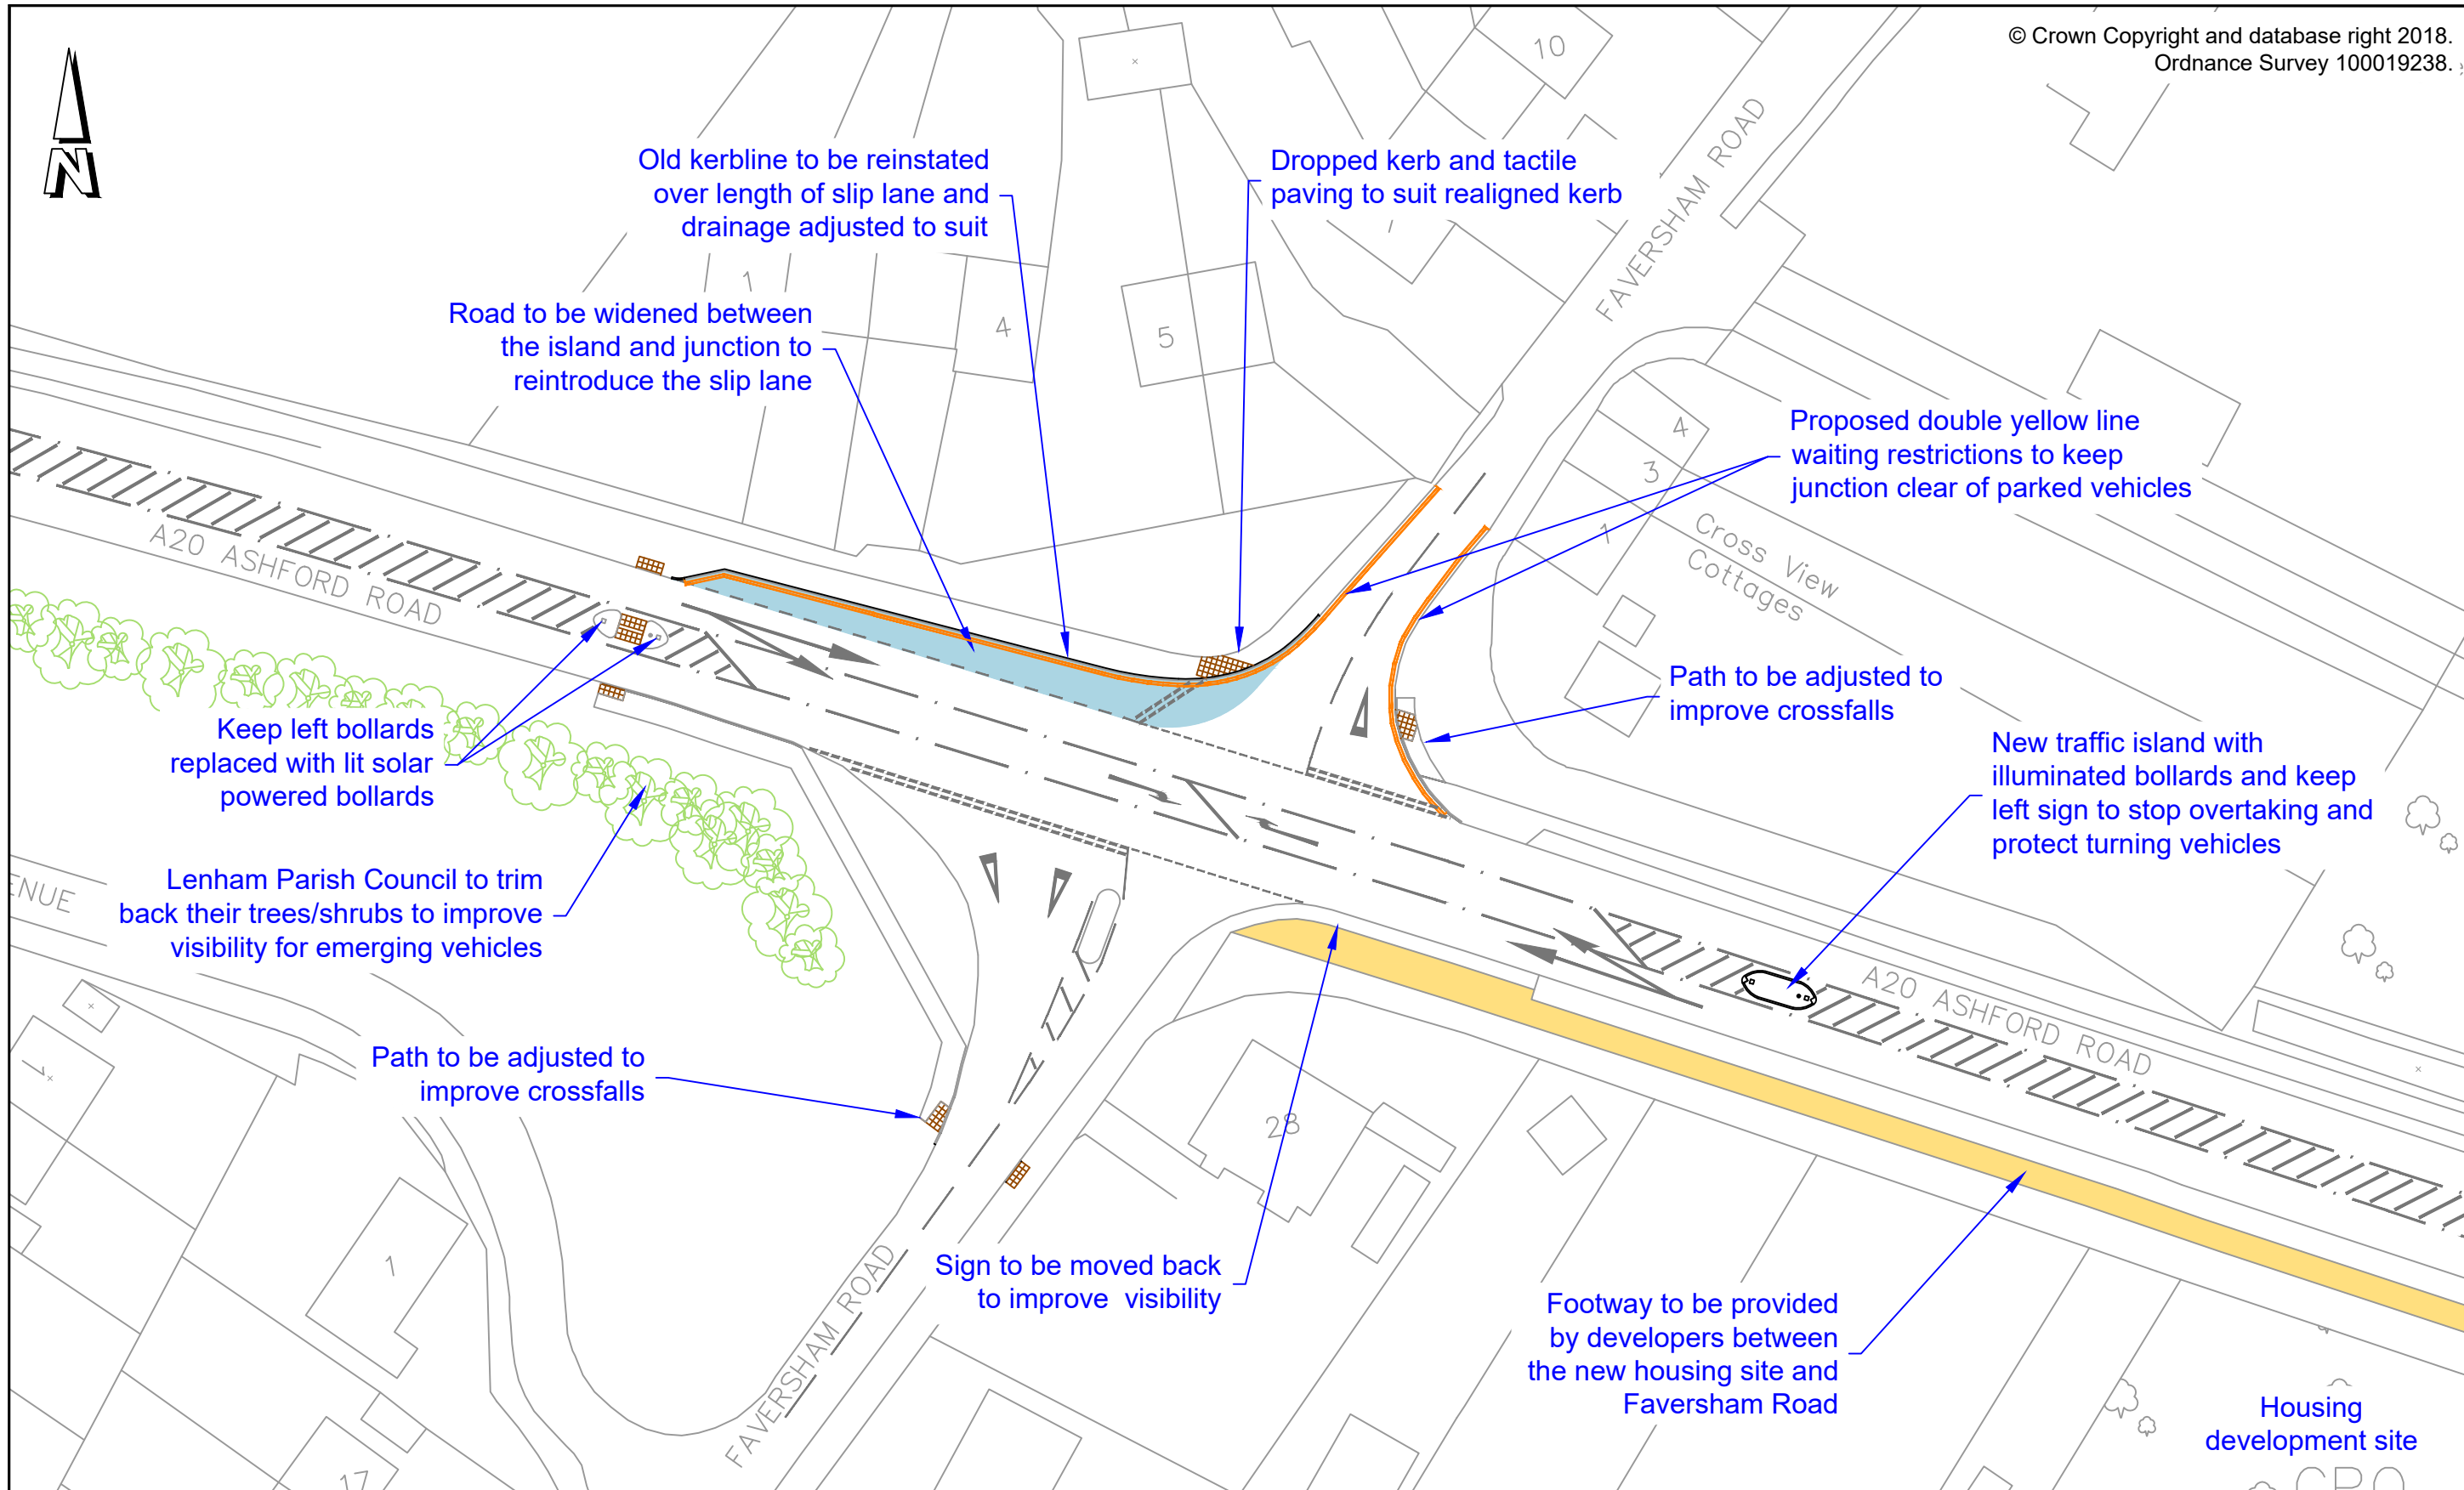 © Crown Copyright and database right 2018.
Ordnance Survey 100019238.
N
10
Old kerbline to be reinstated
over length of slip lane and
drainage adjusted to suit
Dropped kerb and tactile
paving to suit realigned kerb
FAVERSHAM ROAD
1
4
5
Road to be widened between
the island and junction to
reintroduce the slip lane
Proposed double yellow line
waiting restrictions to keep
junction clear of parked vehicles
4
3
1
Cross View
Cottages
A20 ASHFORD ROAD
Path to be adjusted to
improve crossfalls
Keep left bollards
replaced with lit solar
powered bollards
New traffic island with
illuminated bollards and keep
left sign to stop overtaking and
protect turning vehicles
Lenham Parish Council to trim
back their trees/shrubs to improve
visibility for emerging vehicles
ENUE
A20 ASHFORD ROAD
Path to be adjusted to
improve crossfalls
1
28
1
Sign to be moved back
to improve visibility
FAVERSHAM ROAD
Footway to be provided
by developers between
the new housing site and
Faversham Road
Housing
development site
17